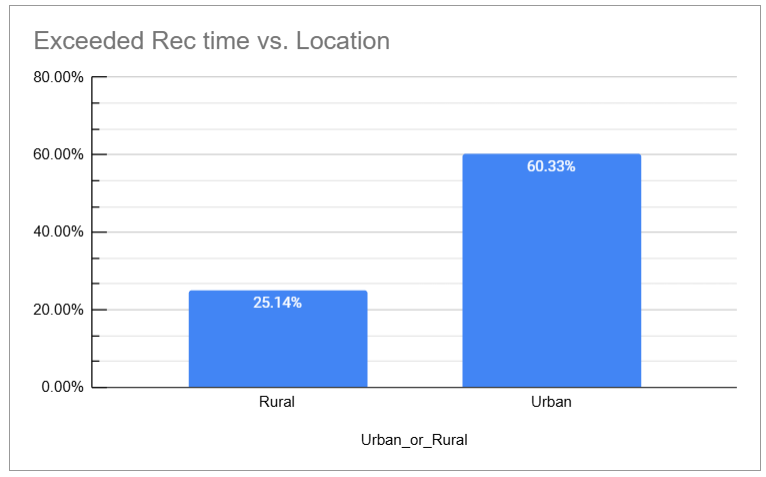 Exceeded Rec time vs. Location
80.00%
60.00%
40.00%
20.00%
0.00%
25.14%
60.33%
Rural
Urban
Urban_or_Rural